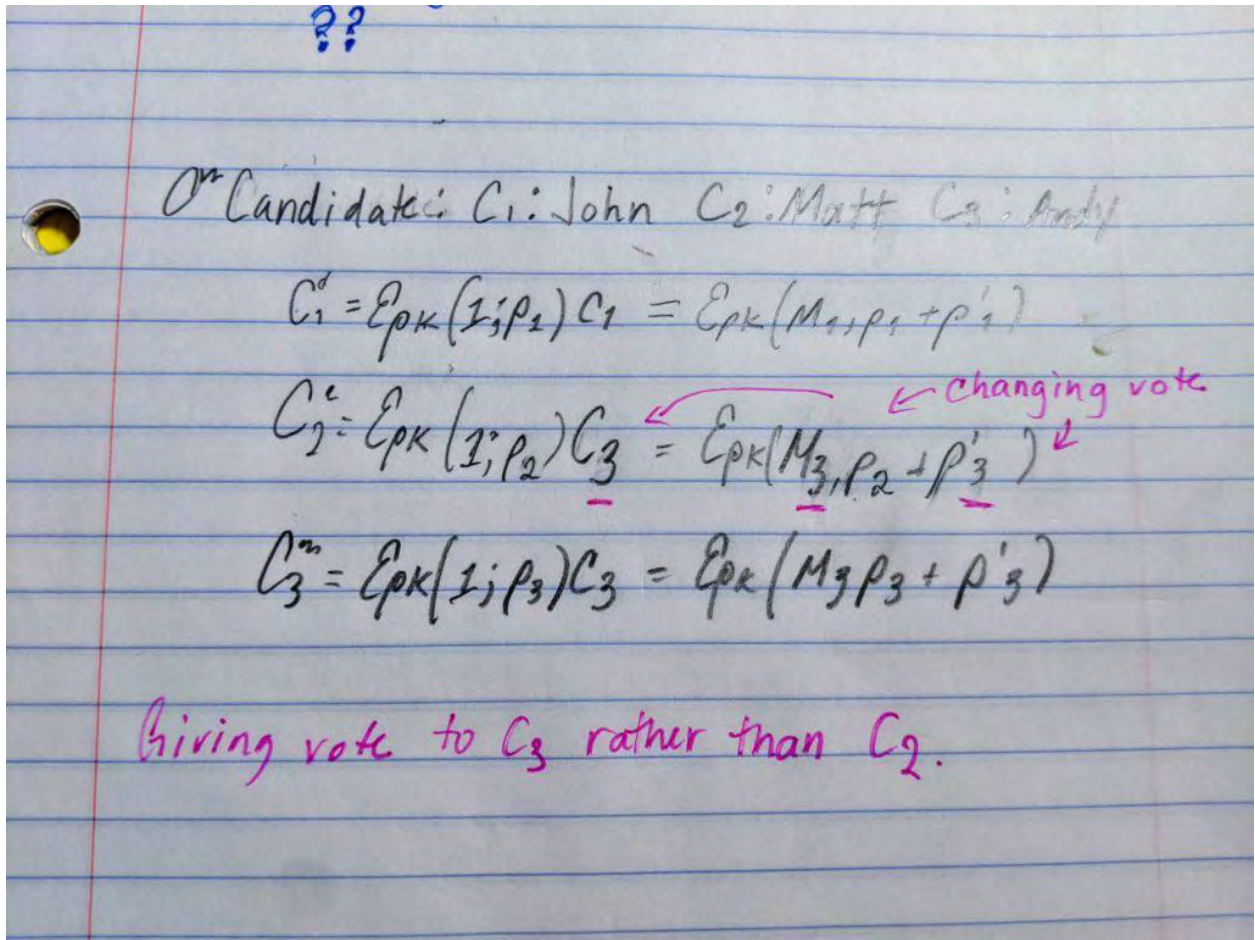 ??
Candidate: C₁: John C₂: Matt C₃: Andy
C₁ = Epk(1; ρ₁) C₁ = Epk(M₁, ρ₁ + ρ'₁)
← Changing vote
C₂ = Epk(1; ρ₂) C₃ = Epk(M₃, ρ₂ + ρ'₃)
C₃ᵐ = Epk(1; ρ₃) C₃ = Epk(M₃ ρ₃ + ρ'₃)
Giving vote to C₃ rather than C₂.